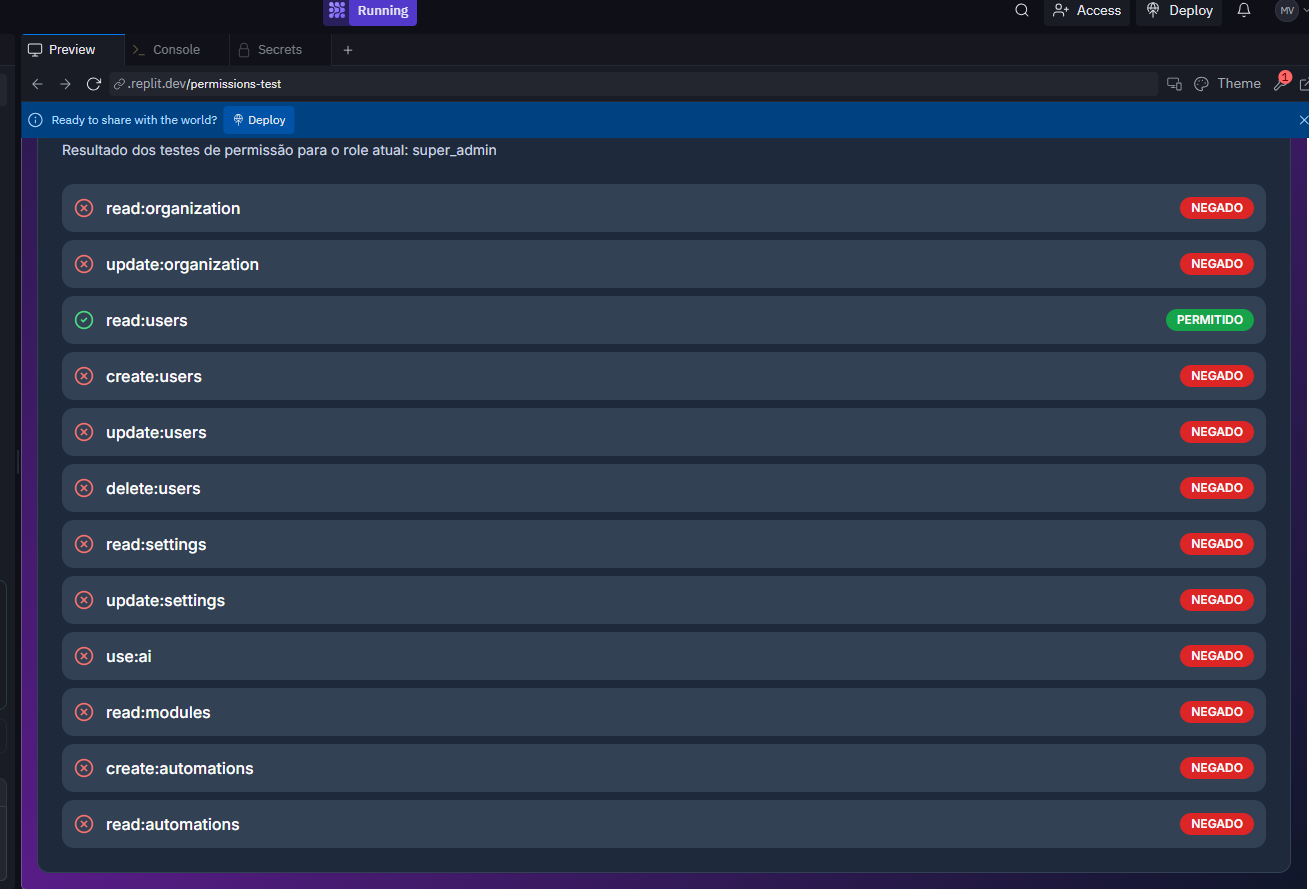 Running
Access
Deploy
MV
Preview
Console
Secrets
.replit.dev/permissions-test
Theme
1
Ready to share with the world?
Deploy
Resultado dos testes de permissão para o role atual: super_admin
read:organization
NEGADO
update:organization
NEGADO
read:users
PERMITIDO
create:users
NEGADO
update:users
NEGADO
delete:users
NEGADO
read:settings
NEGADO
update:settings
NEGADO
use:ai
NEGADO
read:modules
NEGADO
create:automations
NEGADO
read:automations
NEGADO